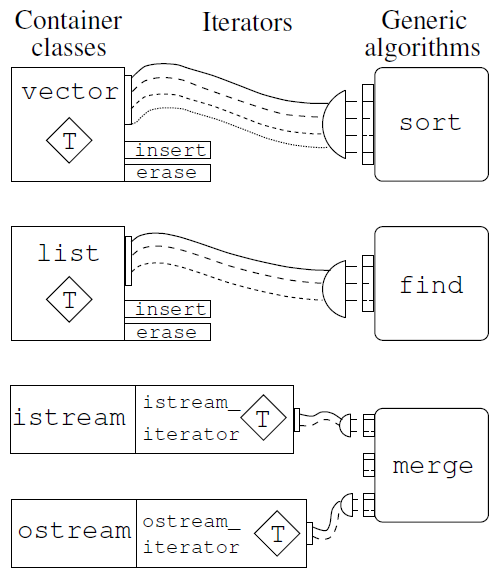 Container
classes
Iterators
Generic
algorithms
vector
T
insert
erase
sort
list
T
insert
erase
find
istream
istream_
iterator
T
merge
ostream
ostream_
iterator
T